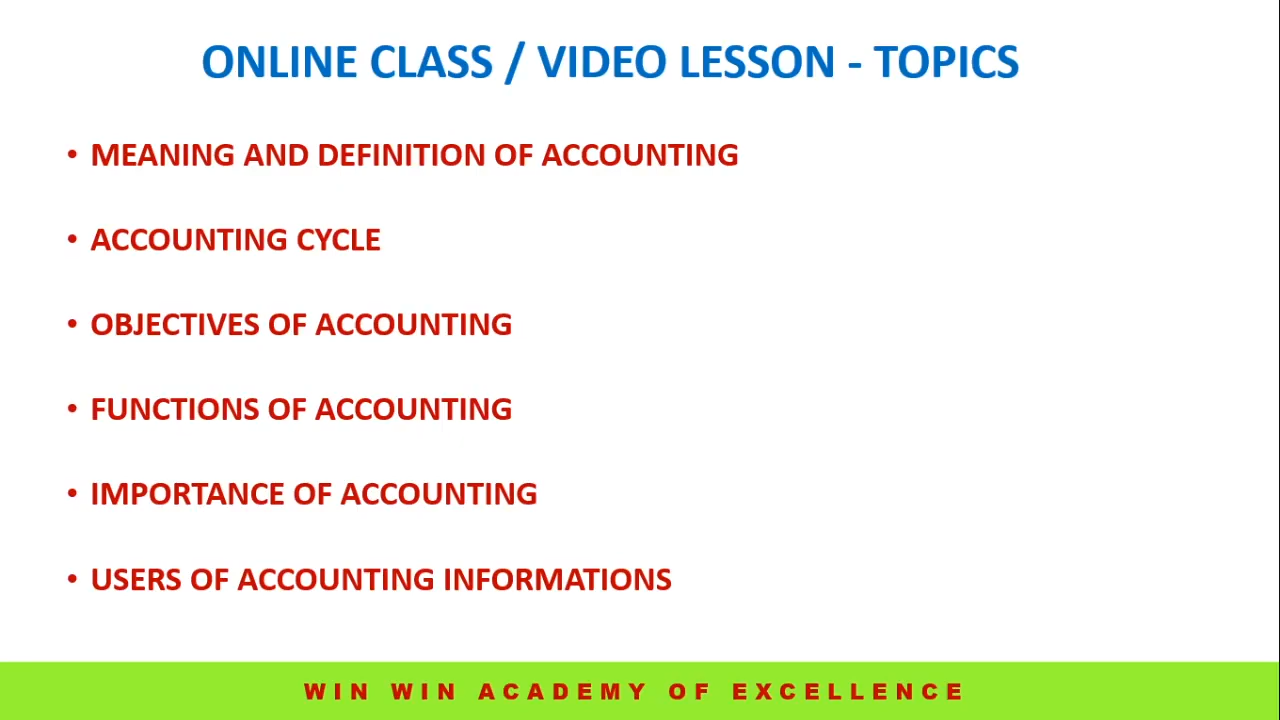 ONLINE CLASS / VIDEO LESSON - TOPICS
• MEANING AND DEFINITION OF ACCOUNTING
• ACCOUNTING CYCLE
• OBJECTIVES OF ACCOUNTING
• FUNCTIONS OF ACCOUNTING
• IMPORTANCE OF ACCOUNTING
• USERS OF ACCOUNTING INFORMATIONS
WIN WIN ACADEMY OF EXCELLENCE